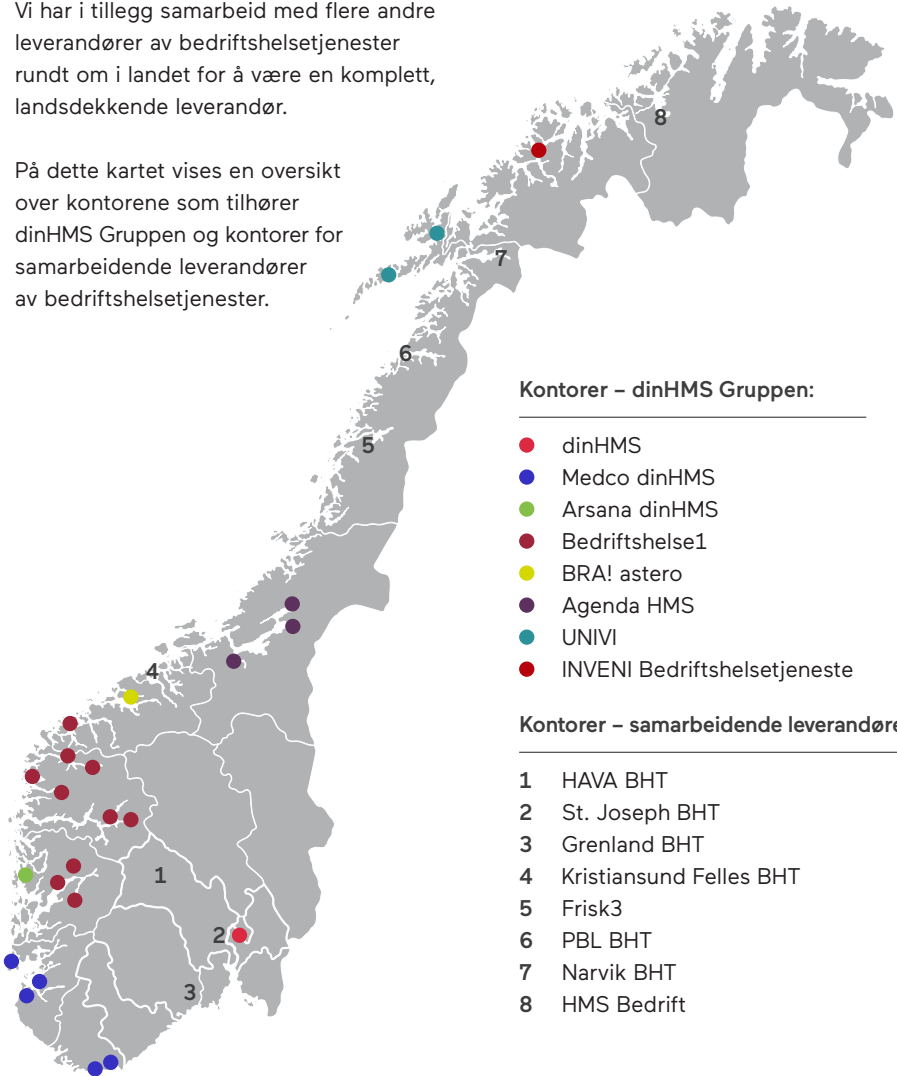 Vi har i tillegg samarbeid med flere andre
leverandører av bedriftshelsetjenester
rundt om i landet for å være en komplett,
landsdekkende leverandør.
På dette kartet vises en oversikt
over kontorene som tilhører
dinHMS Gruppen og kontorer for
samarbeidende leverandører
av bedriftshelsetjenester.
8
7
6
5
4
1
2
3
Kontorer – dinHMS Gruppen:
dinHMS
Medco dinHMS
Arsana dinHMS
Bedriftshelse1
BRA! astero
Agenda HMS
UNIVI
INVENI Bedriftshelsetjeneste
Kontorer – samarbeidende leverandøre
1 HAVA BHT
2 St. Joseph BHT
3 Grenland BHT
4 Kristiansund Felles BHT
5 Frisk3
6 PBL BHT
7 Narvik BHT
8 HMS Bedrift